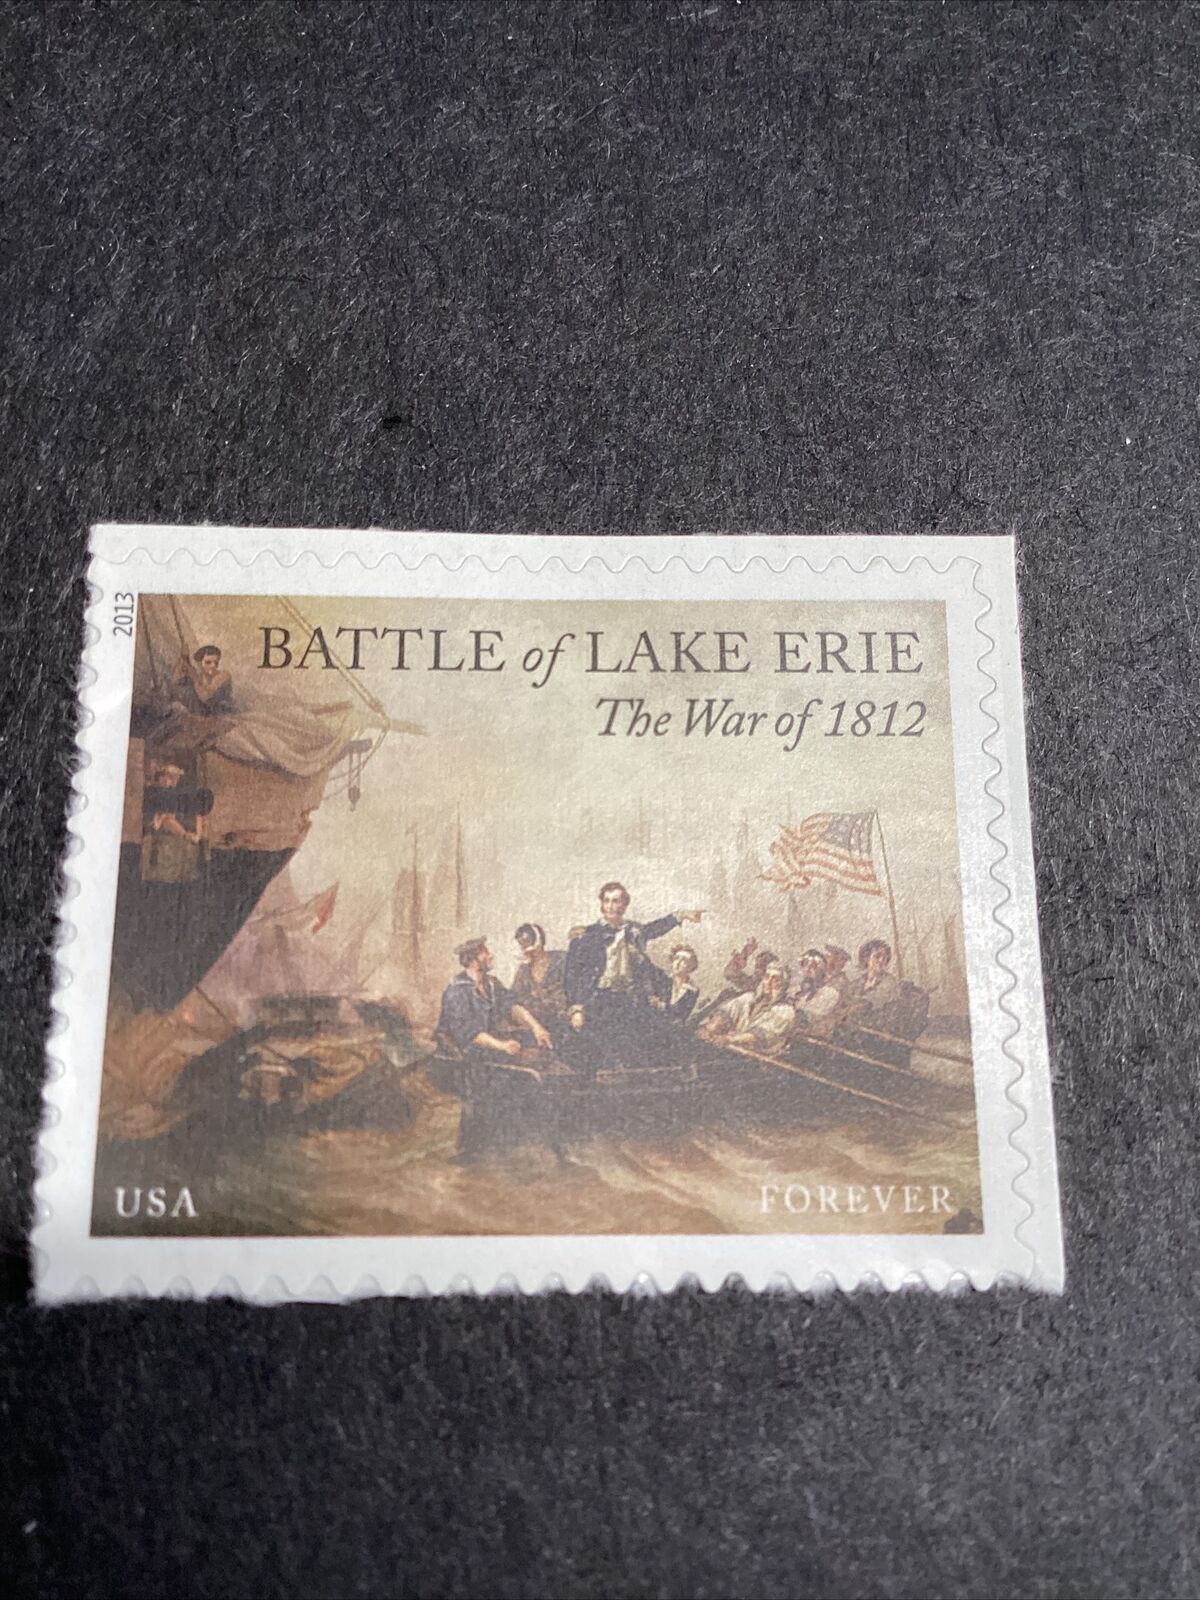 2013
BATTLE of LAKE ERIE
The War of 1812
USA
FOREVER